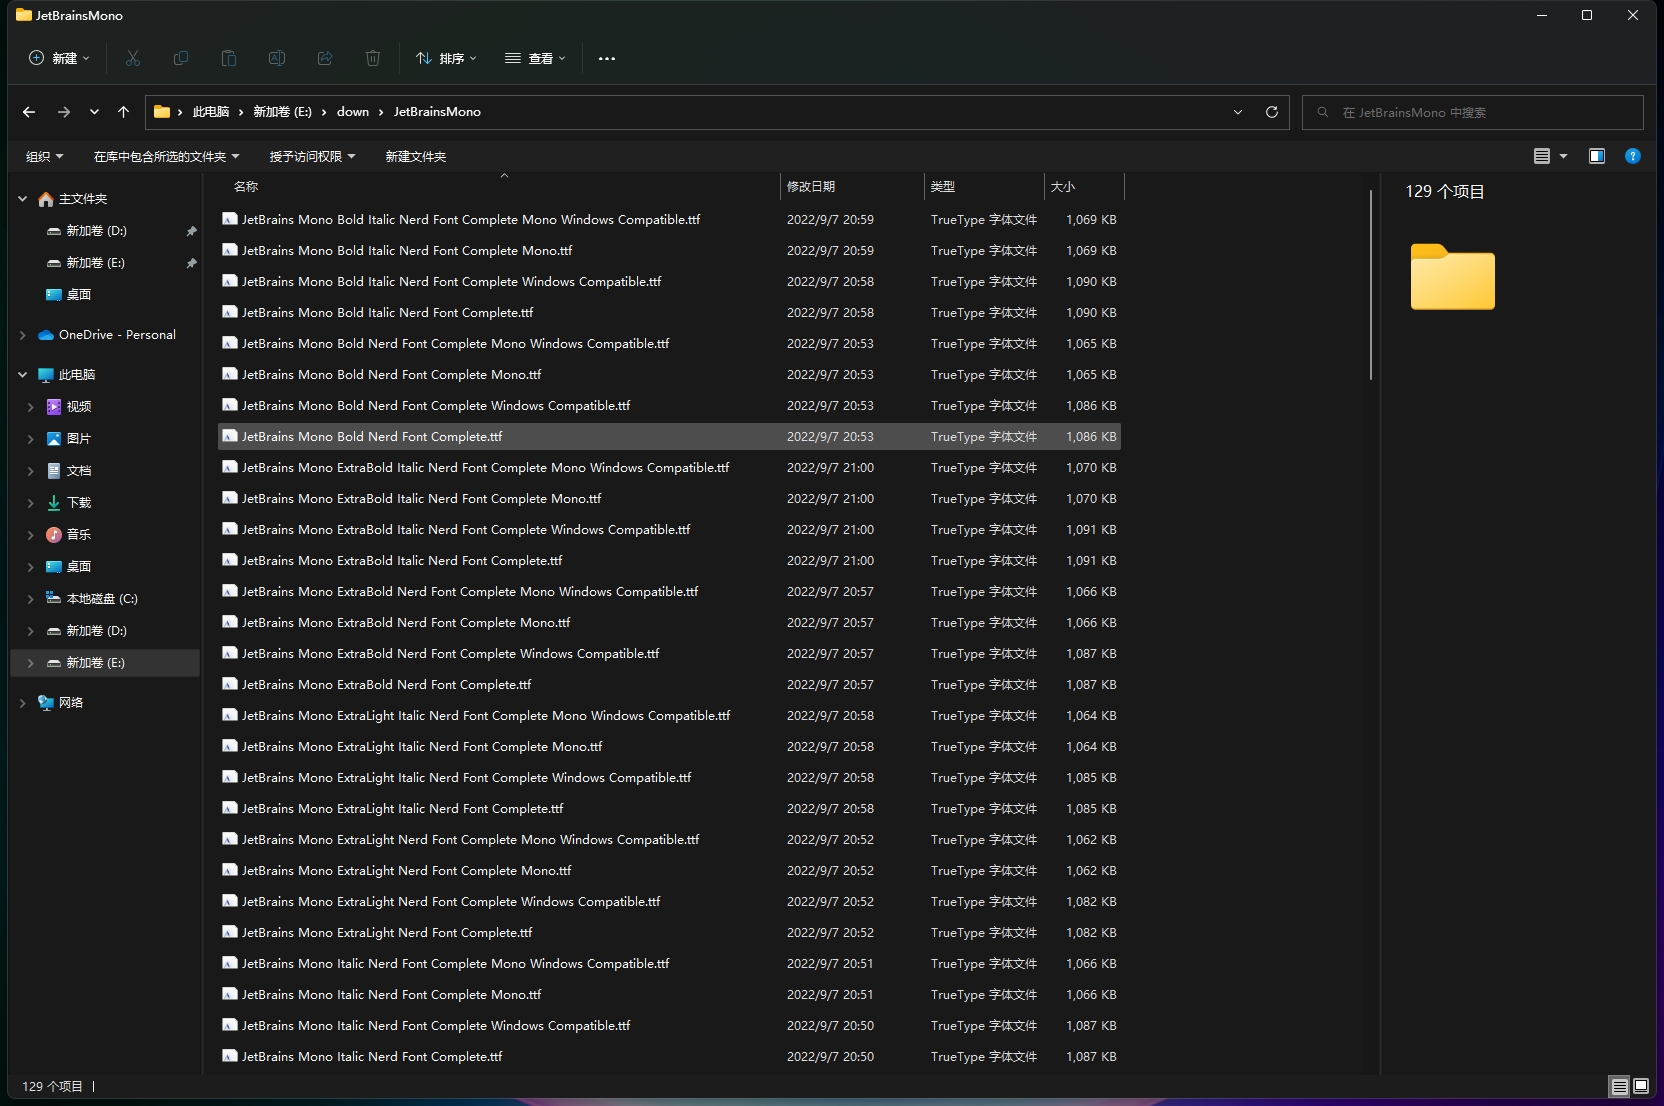 JetBrainsMono
新建
排序
查看
此电脑 › 新加卷 (E:) › down › JetBrainsMono
在 JetBrainsMono 中搜索
组织 在库中包含所选的文件夹 授予访问权限 新建文件夹
主文件夹
新加卷 (D:)
新加卷 (E:)
桌面
OneDrive - Personal
此电脑
视频
图片
文档
下载
音乐
桌面
本地磁盘 (C:)
新加卷 (D:)
新加卷 (E:)
网络
名称 修改日期 类型 大小
JetBrains Mono Bold Italic Nerd Font Complete Mono Windows Compatible.ttf 2022/9/7 20:59 TrueType 字体文件 1,069 KB
JetBrains Mono Bold Italic Nerd Font Complete Mono.ttf 2022/9/7 20:59 TrueType 字体文件 1,069 KB
JetBrains Mono Bold Italic Nerd Font Complete Windows Compatible.ttf 2022/9/7 20:58 TrueType 字体文件 1,090 KB
JetBrains Mono Bold Italic Nerd Font Complete.ttf 2022/9/7 20:58 TrueType 字体文件 1,090 KB
JetBrains Mono Bold Nerd Font Complete Mono Windows Compatible.ttf 2022/9/7 20:53 TrueType 字体文件 1,065 KB
JetBrains Mono Bold Nerd Font Complete Mono.ttf 2022/9/7 20:53 TrueType 字体文件 1,065 KB
JetBrains Mono Bold Nerd Font Complete Windows Compatible.ttf 2022/9/7 20:53 TrueType 字体文件 1,086 KB
JetBrains Mono Bold Nerd Font Complete.ttf 2022/9/7 20:53 TrueType 字体文件 1,086 KB
JetBrains Mono ExtraBold Italic Nerd Font Complete Mono Windows Compatible.ttf 2022/9/7 21:00 TrueType 字体文件 1,070 KB
JetBrains Mono ExtraBold Italic Nerd Font Complete Mono.ttf 2022/9/7 21:00 TrueType 字体文件 1,070 KB
JetBrains Mono ExtraBold Italic Nerd Font Complete Windows Compatible.ttf 2022/9/7 21:00 TrueType 字体文件 1,091 KB
JetBrains Mono ExtraBold Italic Nerd Font Complete.ttf 2022/9/7 21:00 TrueType 字体文件 1,091 KB
JetBrains Mono ExtraBold Nerd Font Complete Mono Windows Compatible.ttf 2022/9/7 20:57 TrueType 字体文件 1,066 KB
JetBrains Mono ExtraBold Nerd Font Complete Mono.ttf 2022/9/7 20:57 TrueType 字体文件 1,066 KB
JetBrains Mono ExtraBold Nerd Font Complete Windows Compatible.ttf 2022/9/7 20:57 TrueType 字体文件 1,087 KB
JetBrains Mono ExtraBold Nerd Font Complete.ttf 2022/9/7 20:57 TrueType 字体文件 1,087 KB
JetBrains Mono ExtraLight Italic Nerd Font Complete Mono Windows Compatible.ttf 2022/9/7 20:58 TrueType 字体文件 1,064 KB
JetBrains Mono ExtraLight Italic Nerd Font Complete Mono.ttf 2022/9/7 20:58 TrueType 字体文件 1,064 KB
JetBrains Mono ExtraLight Italic Nerd Font Complete Windows Compatible.ttf 2022/9/7 20:58 TrueType 字体文件 1,085 KB
JetBrains Mono ExtraLight Italic Nerd Font Complete.ttf 2022/9/7 20:58 TrueType 字体文件 1,085 KB
JetBrains Mono ExtraLight Nerd Font Complete Mono Windows Compatible.ttf 2022/9/7 20:52 TrueType 字体文件 1,062 KB
JetBrains Mono ExtraLight Nerd Font Complete Mono.ttf 2022/9/7 20:52 TrueType 字体文件 1,062 KB
JetBrains Mono ExtraLight Nerd Font Complete Windows Compatible.ttf 2022/9/7 20:52 TrueType 字体文件 1,082 KB
JetBrains Mono ExtraLight Nerd Font Complete.ttf 2022/9/7 20:52 TrueType 字体文件 1,082 KB
JetBrains Mono Italic Nerd Font Complete Mono Windows Compatible.ttf 2022/9/7 20:51 TrueType 字体文件 1,066 KB
JetBrains Mono Italic Nerd Font Complete Mono.ttf 2022/9/7 20:51 TrueType 字体文件 1,066 KB
JetBrains Mono Italic Nerd Font Complete Windows Compatible.ttf 2022/9/7 20:50 TrueType 字体文件 1,087 KB
JetBrains Mono Italic Nerd Font Complete.ttf 2022/9/7 20:50 TrueType 字体文件 1,087 KB
129 个项目
129 个项目